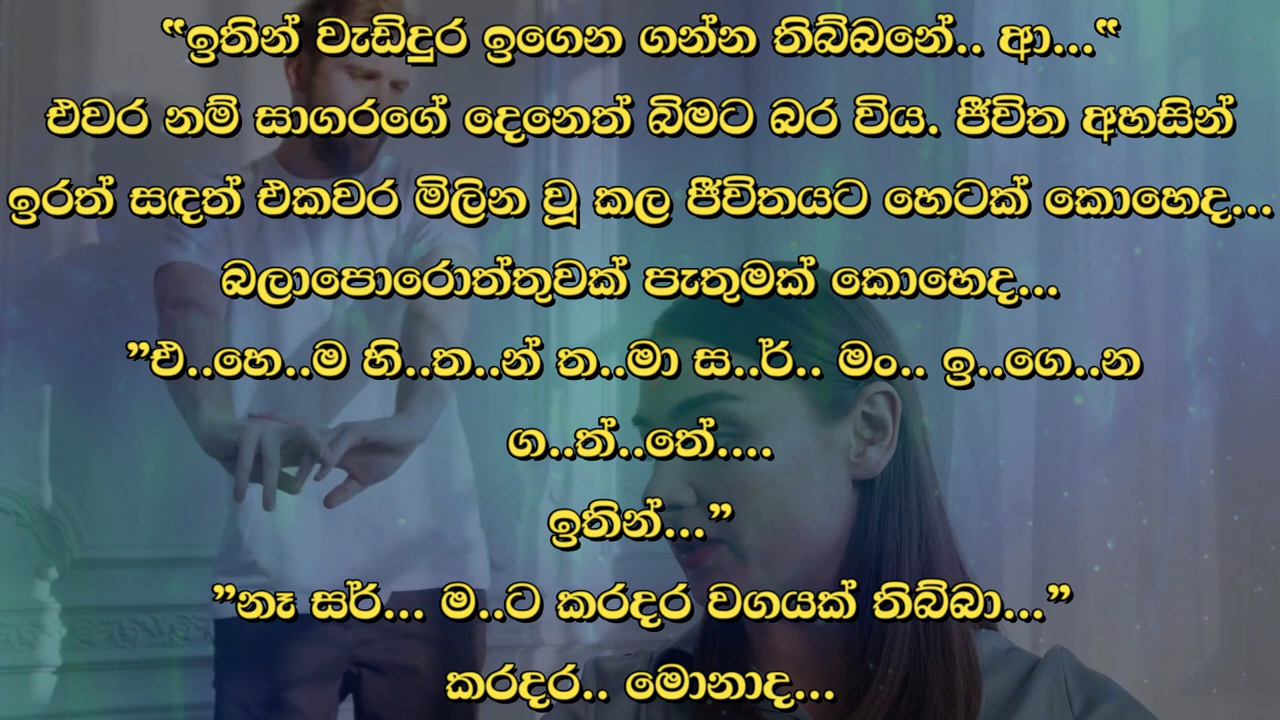 “ඉතින් වැඩිදුර ඉගෙන ගන්න තිබ්බනේ.. ආ...“
එවර නම් සාගරගේ දෙනෙත් බිමට බර විය. ජීවිත අහසින්
ඉරත් සඳත් එකවර මිලින වූ කල ජීවිතයට හෙටක් කොහෙද...
බලාපොරොත්තුවක් පැතුමක් කොහෙද...
”එ..හෙ..ම හි..ත..න් ත..මා ස..ර්.. මං.. ඉ..ගෙ..න
ග..ත්..තේ....
ඉතින්...”
”නෑ සර්... ම..ට කරදර වගයක් තිබ්බා...”
කරදර.. මොනාද...